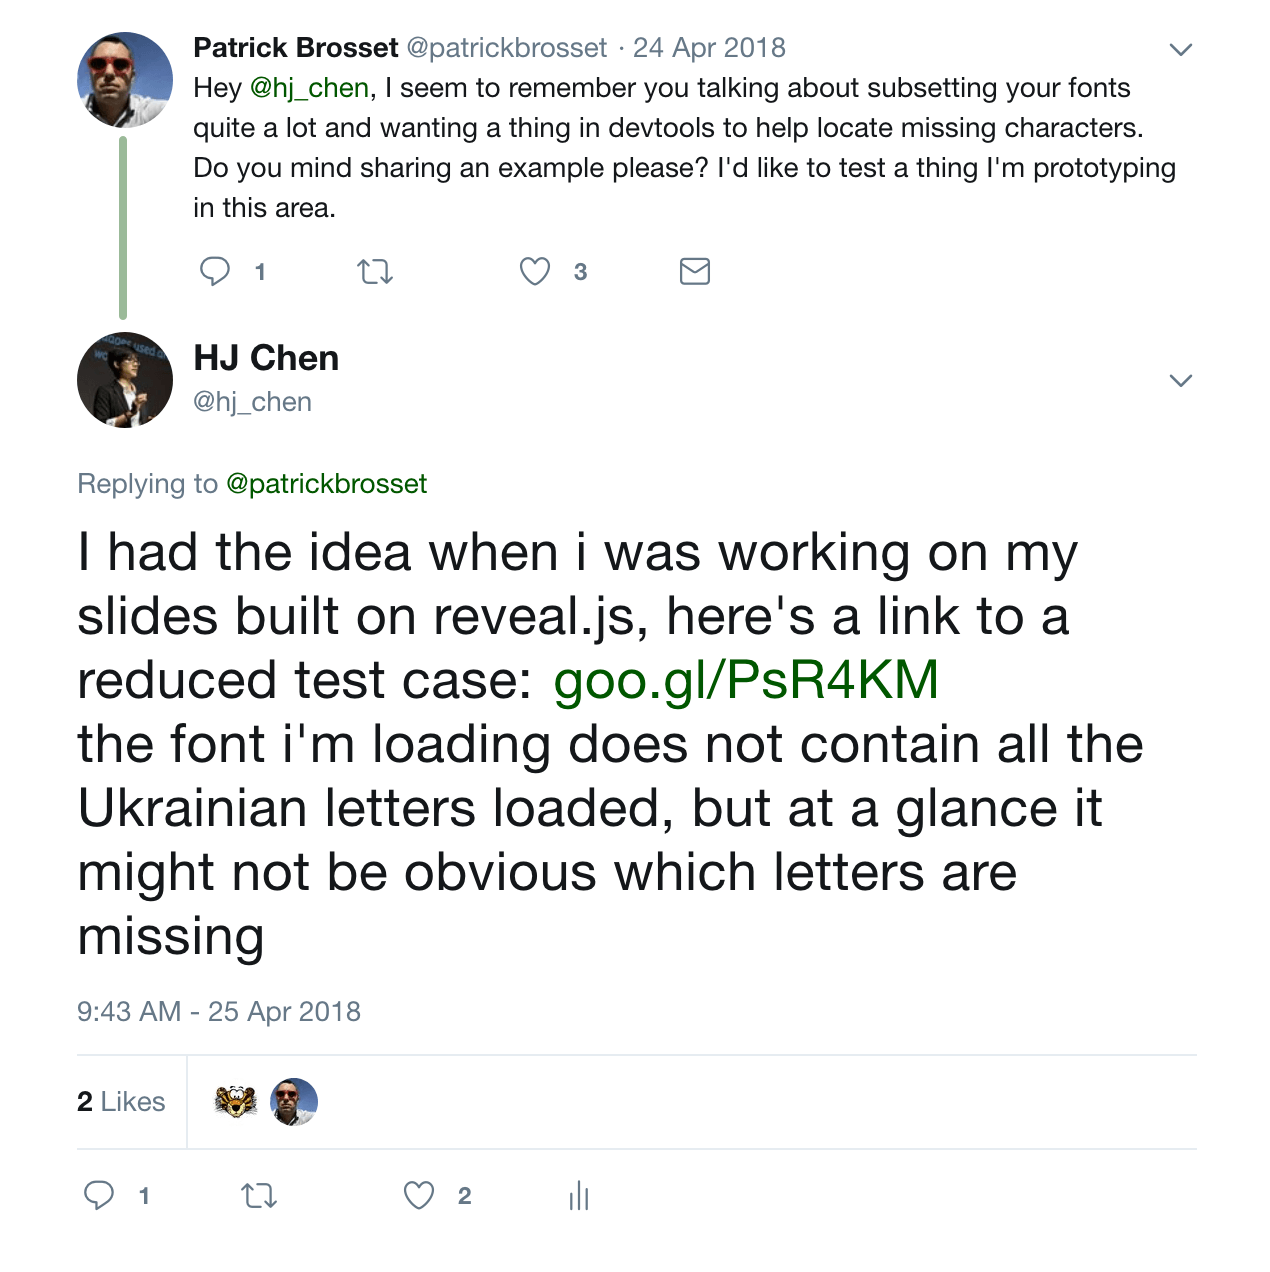 Patrick Brosset @patrickbrosset · 24 Apr 2018
Hey @hj_chen, I seem to remember you talking about subsetting your fonts
quite a lot and wanting a thing in devtools to help locate missing characters.
Do you mind sharing an example please? I'd like to test a thing I'm prototyping
in this area.
1 3
HJ Chen
@hj_chen
Replying to @patrickbrosset
I had the idea when i was working on my
slides built on reveal.js, here's a link to a
reduced test case: goo.gl/PsR4KM
the font i'm loading does not contain all the
Ukrainian letters loaded, but at a glance it
might not be obvious which letters are
missing
9:43 AM - 25 Apr 2018
2 Likes
1 2